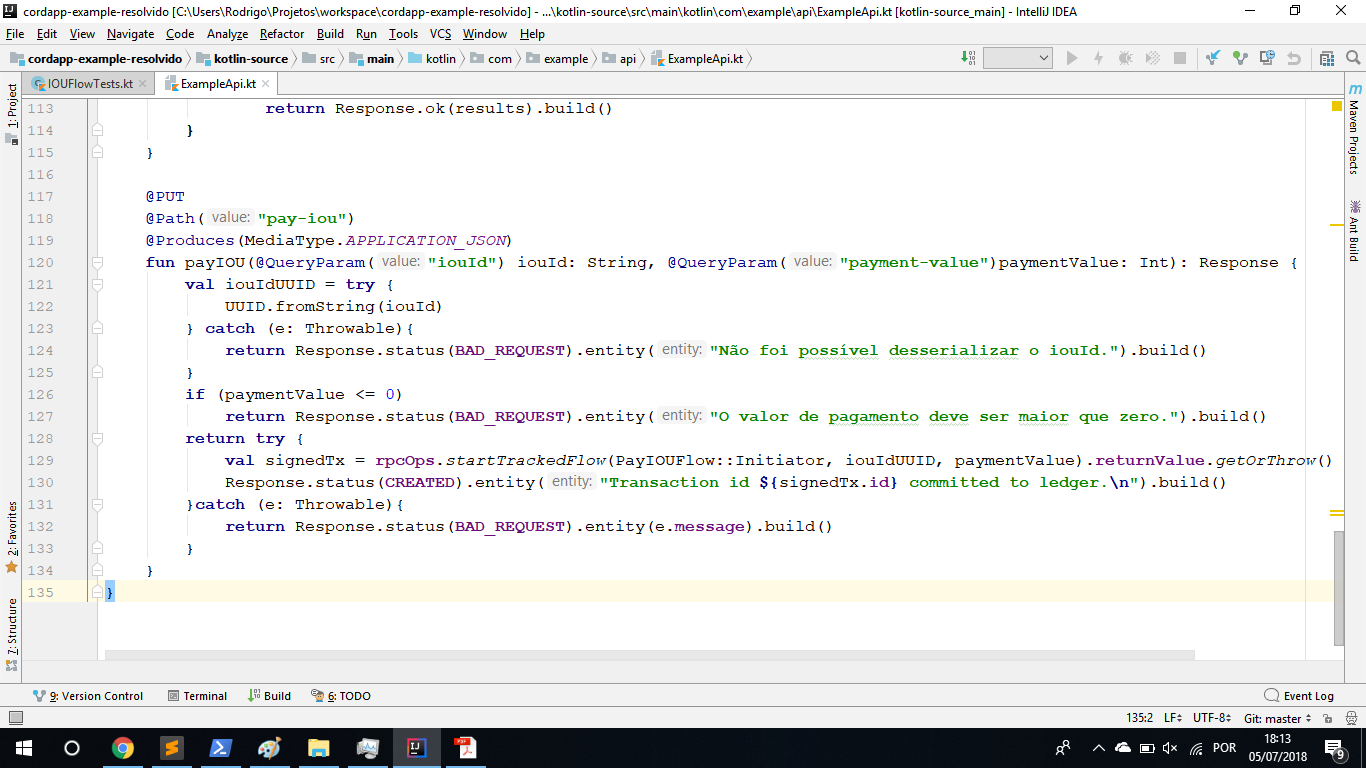 cordapp-example-resolvido [C:\Users\Rodrigo\Projetos\workspace\cordapp-example-resolvido] - ...\kotlin-source\src\main\kotlin\com\example\api\ExampleApi.kt [kotlin-source_main] - IntelliJ IDEA
File Edit View Navigate Code Analyze Refactor Build Run Tools VCS Window Help
cordapp-example-resolvido kotlin-source src main kotlin com example api ExampleApi.kt
IOUFlowTests.kt ExampleApi.kt
1: Project
2: Favorites
7: Structure
113 return Response.ok(results).build()
114 }
115 }
116
117 @PUT
118 @Path( value: "pay-iou")
119 @Produces(MediaType.APPLICATION_JSON)
120 fun payIOU(@QueryParam( value: "iouId") iouId: String, @QueryParam( value: "payment-value")paymentValue: Int): Response {
121 val iouIdUUID = try {
122 UUID.fromString(iouId)
123 } catch (e: Throwable){
124 return Response.status(BAD_REQUEST).entity( entity: "Não foi possível desserializar o iouId.").build()
125 }
126 if (paymentValue <= 0)
127 return Response.status(BAD_REQUEST).entity( entity: "O valor de pagamento deve ser maior que zero.").build()
128 return try {
129 val signedTx = rpcOps.startTrackedFlow(PayIOUFlow::Initiator, iouIdUUID, paymentValue).returnValue.getOrThrow()
130 Response.status(CREATED).entity( entity: "Transaction id ${signedTx.id} committed to ledger.\n").build()
131 }catch (e: Throwable){
132 return Response.status(BAD_REQUEST).entity(e.message).build()
133 }
134 }
135 }
Maven Projects
Ant Build
9: Version Control Terminal Build 6: TODO Event Log
135:2 LF UTF-8 Git: master
POR 18:13
05/07/2018
9